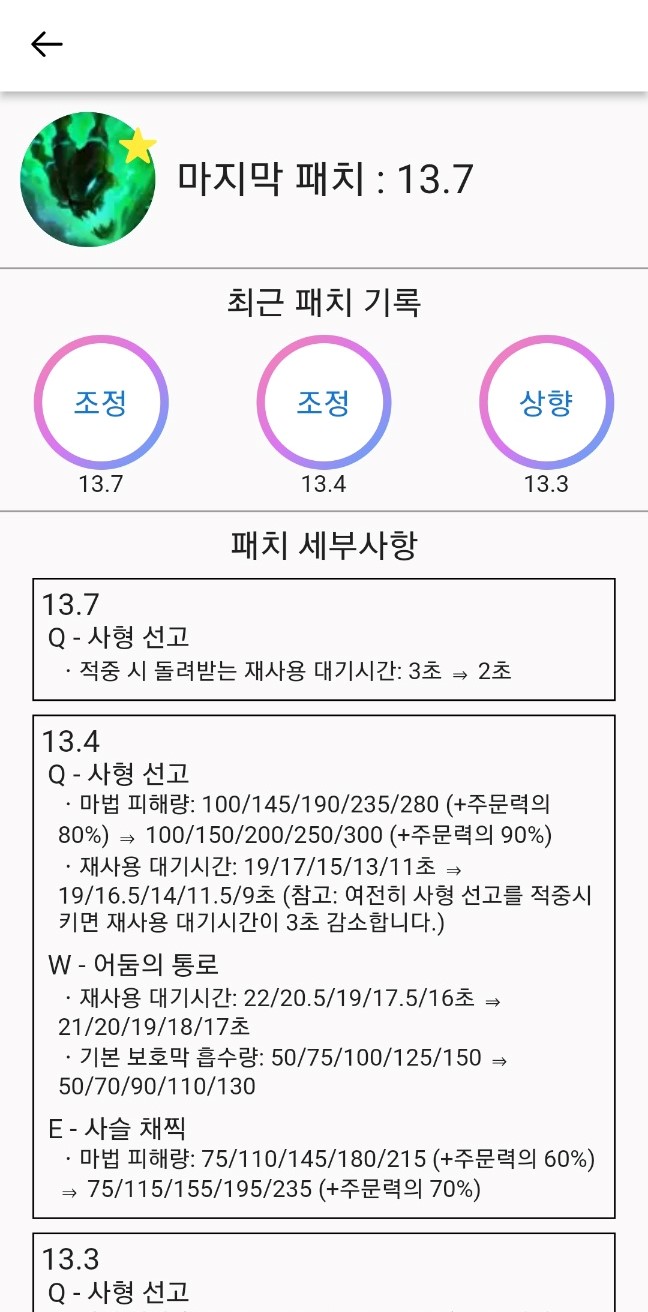 마지막 패치 : 13.7
최근 패치 기록
조정
조정
상향
13.7
13.4
13.3
패치 세부사항
13.7
Q - 사형 선고
· 적중 시 돌려받는 재사용 대기시간: 3초 ⇒ 2초
13.4
Q - 사형 선고
· 마법 피해량: 100/145/190/235/280 (+주문력의
80%) ⇒ 100/150/200/250/300 (+주문력의 90%)
· 재사용 대기시간: 19/17/15/13/11초 ⇒
19/16.5/14/11.5/9초 (참고: 여전히 사형 선고를 적중시
키면 재사용 대기시간이 3초 감소합니다.)
W - 어둠의 통로
· 재사용 대기시간: 22/20.5/19/17.5/16초 ⇒
21/20/19/18/17초
· 기본 보호막 흡수량: 50/75/100/125/150 ⇒
50/70/90/110/130
E - 사슬 채찍
· 마법 피해량: 75/110/145/180/215 (+주문력의 60%)
⇒ 75/115/155/195/235 (+주문력의 70%)
13.3
Q - 사형 선고